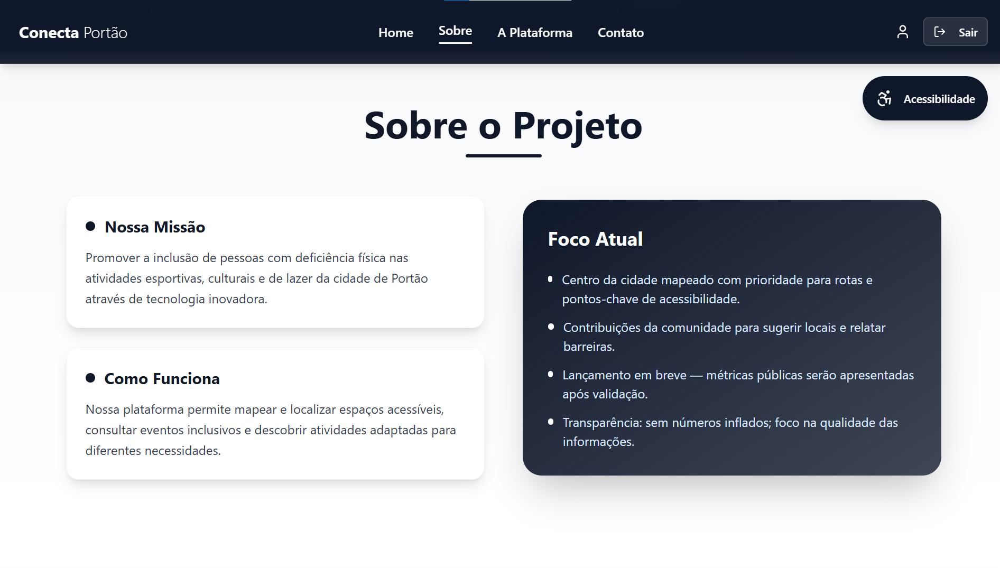 Conecta Portão
Home
Sobre
A Plataforma
Contato
Sair
Acessibilidade
Sobre o Projeto
Nossa Missão
Promover a inclusão de pessoas com deficiência física nas
atividades esportivas, culturais e de lazer da cidade de Portão
através de tecnologia inovadora.
Como Funciona
Nossa plataforma permite mapear e localizar espaços acessíveis,
consultar eventos inclusivos e descobrir atividades adaptadas para
diferentes necessidades.
Foco Atual
Centro da cidade mapeado com prioridade para rotas e
pontos-chave de acessibilidade.
Contribuições da comunidade para sugerir locais e relatar
barreiras.
Lançamento em breve — métricas públicas serão apresentadas
após validação.
Transparência: sem números inflados; foco na qualidade das
informações.